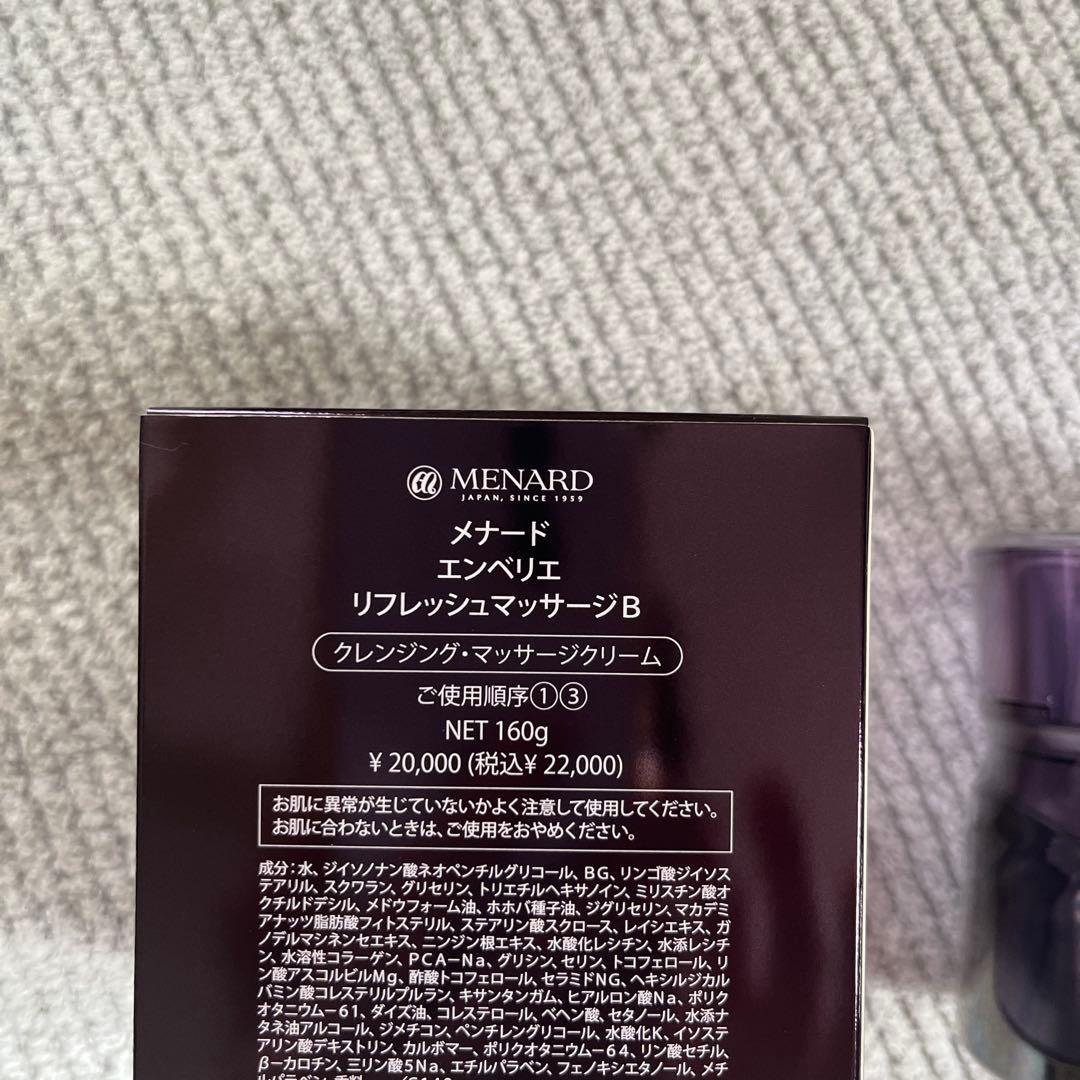 MENARD
JAPAN, SINCE 1959
メナード
エンベリエ
リフレッシュマッサージB
クレンジング・マッサージクリーム
ご使用順序①③
NET 160g
¥ 20,000 (税込¥ 22,000)
お肌に異常が生じていないかよく注意して使用してください。
お肌に合わないときは、ご使用をおやめください。
成分：水、ジイソノナン酸ネオペンチルグリコール、BG、リンゴ酸ジイソス
テアリル、スクワラン、グリセリン、トリエチルヘキサノイン、ミリスチン酸オ
クチルドデシル、メドウフォーム油、ホホバ種子油、ジグリセリン、マカデミ
アナッツ脂肪酸フィトステリル、ステアリン酸スクロース、レイシエキス、ガ
ノデルマシネンセエキス、ニンジン根エキス、水酸化レシチン、水添レシチ
ン、水溶性コラーゲン、PCA-Na、グリシン、セリン、トコフェロール、リ
ン酸アスコルビルMg、酢酸トコフェロール、セラミドNG、ヘキシルジカル
バミン酸コレステリルプルラン、キサンタンガム、ヒアルロン酸Na、ポリク
オタニウム-61、ダイズ油、コレステロール、ベヘン酸、セタノール、水添ナ
タネ油アルコール、ジメチコン、ペンチレングリコール、水酸化K、イソステ
アリン酸デキストリン、カルボマー、ポリクオタニウム-64、リン酸セチル、
β-カロチン、三リン酸5Na、エチルパラベン、フェノキシエタノール、メチ
ルパラベン、香料